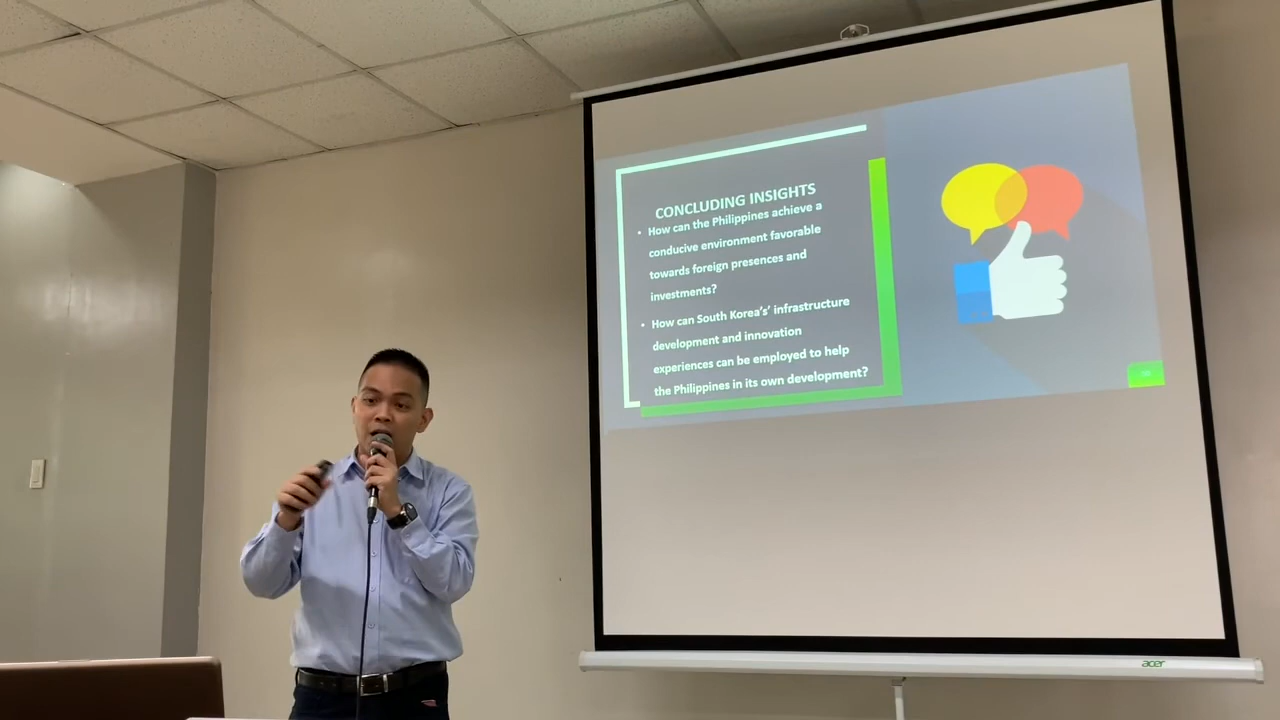 CONCLUDING INSIGHTS
• How can the Philippines achieve a
conducive environment favorable
towards foreign presences and
investments?
• How can South Korea's' infrastructure
development and innovation
experiences can be employed to help
the Philippines in its own development?
acer